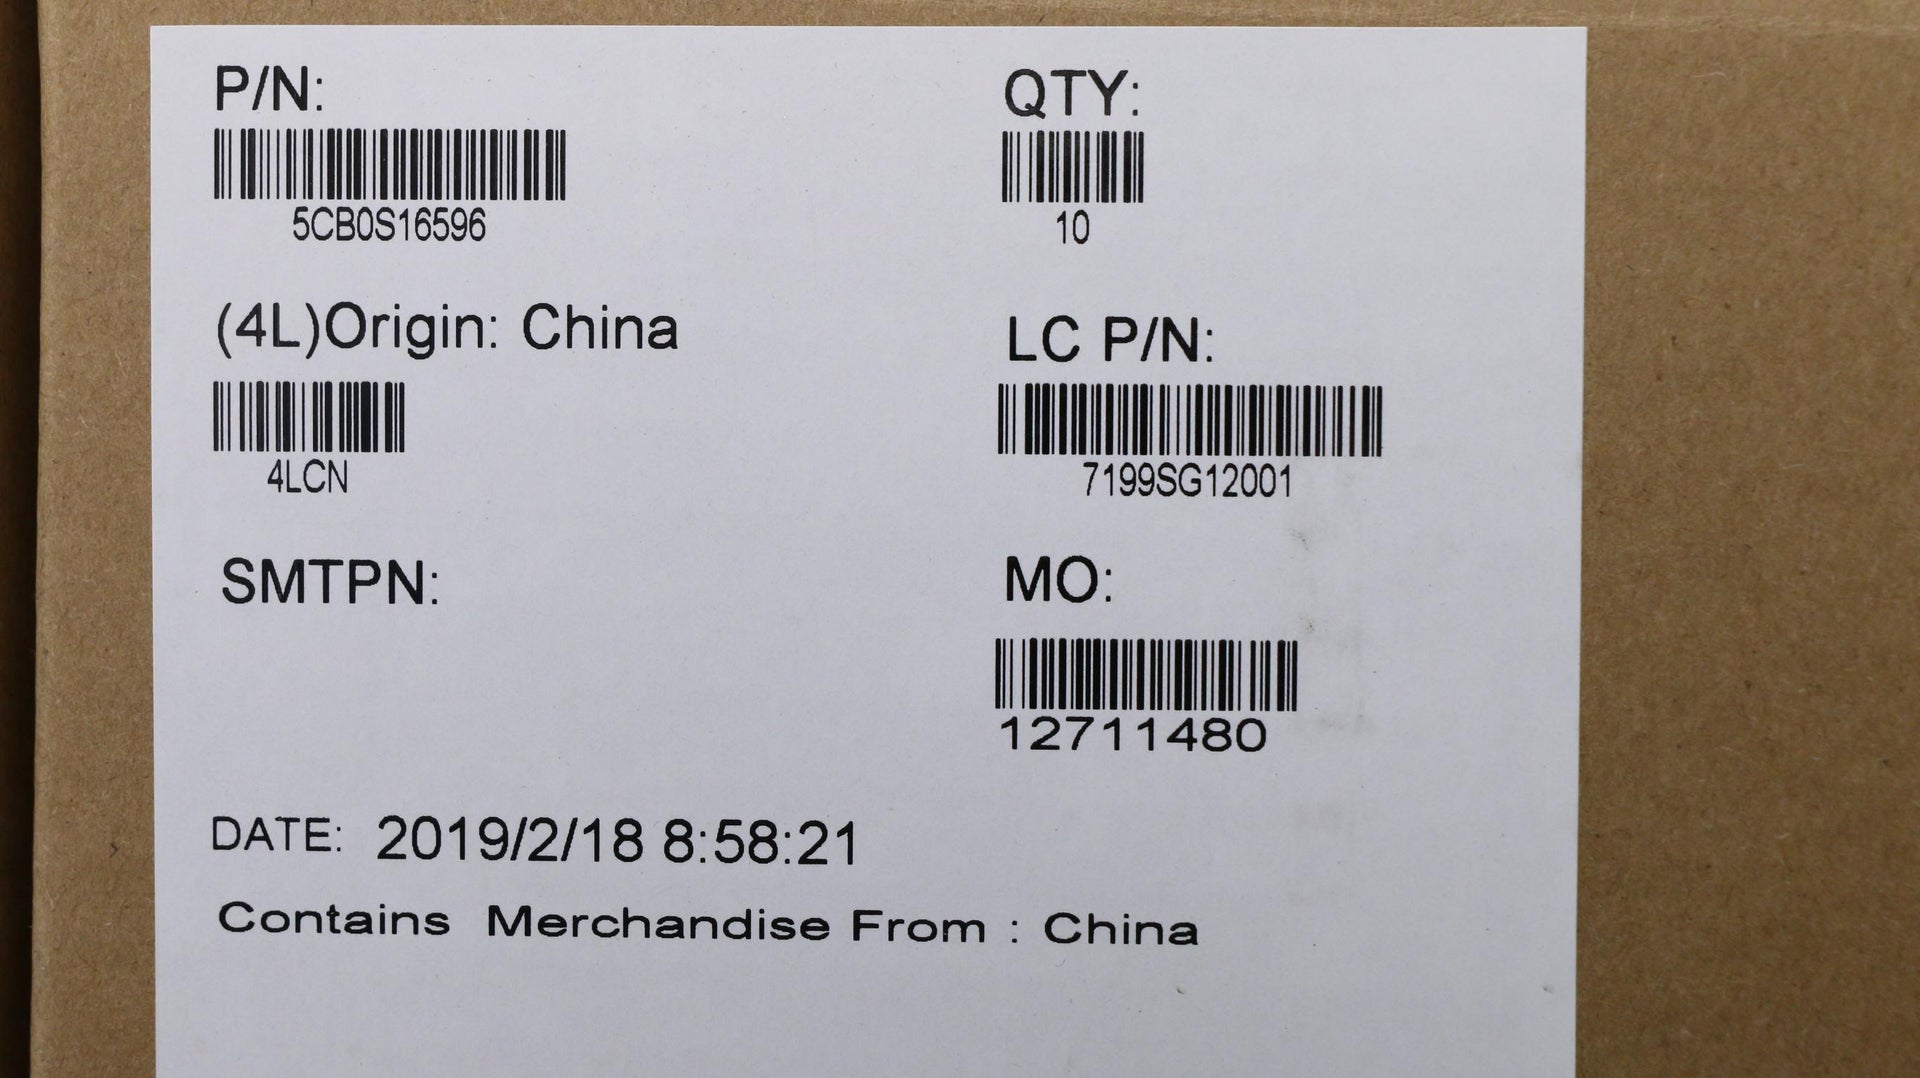 P/N:
5CB0S16596
QTY:
10
(4L)Origin: China
4LCN
LC P/N:
7199SG12001
SMTPN:
MO:
12711480
DATE: 2019/2/18 8:58:21
Contains Merchandise From : China